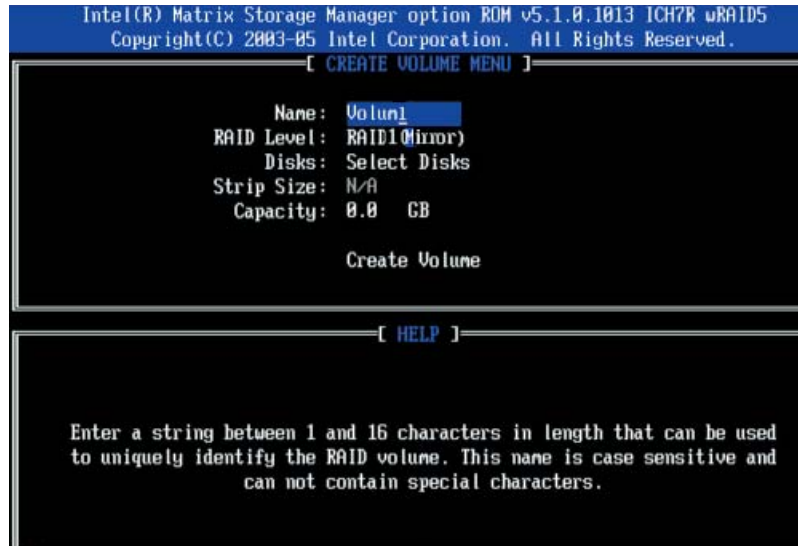 Intel(R) Matrix Storage Manager option ROM v5.1.0.1013 ICH7R wRAID5
Copyright(C) 2003-05 Intel Corporation. All Rights Reserved.
[ CREATE VOLUME MENU ]
Name: Volum1
RAID Level: RAID1(Mirror)
Disks: Select Disks
Strip Size: N/A
Capacity: 0.0 GB
Create Volume
[ HELP ]
Enter a string between 1 and 16 characters in length that can be used
to uniquely identify the RAID volume. This name is case sensitive and
can not contain special characters.